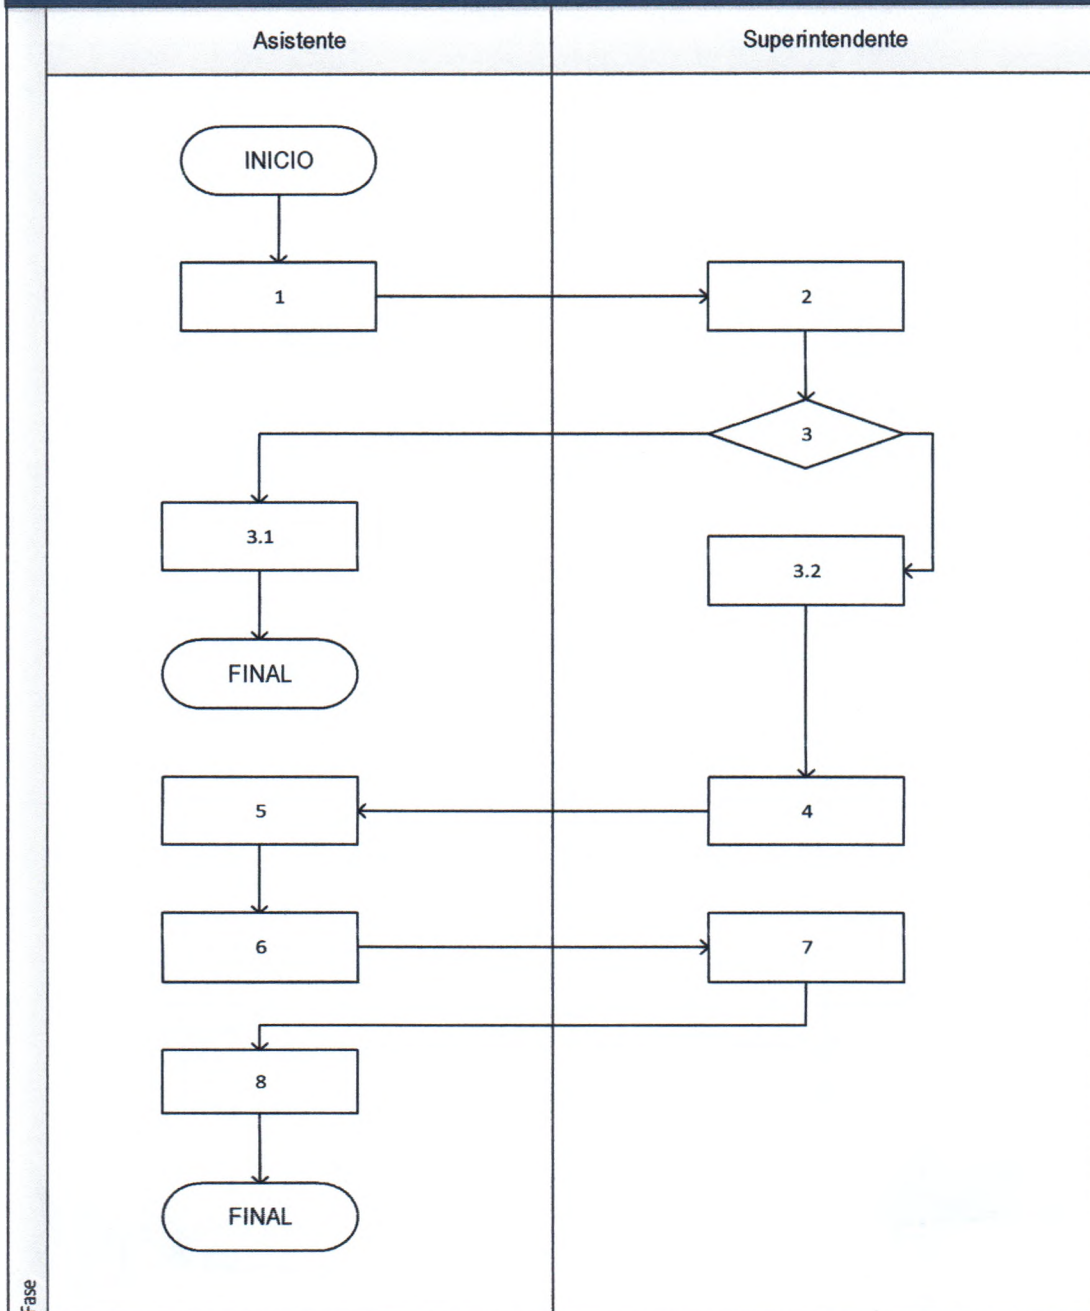 Asistente
Superintendente
INICIO
1
2
3
3.1
3.2
FINAL
5
4
6
7
8
FINAL
Fase